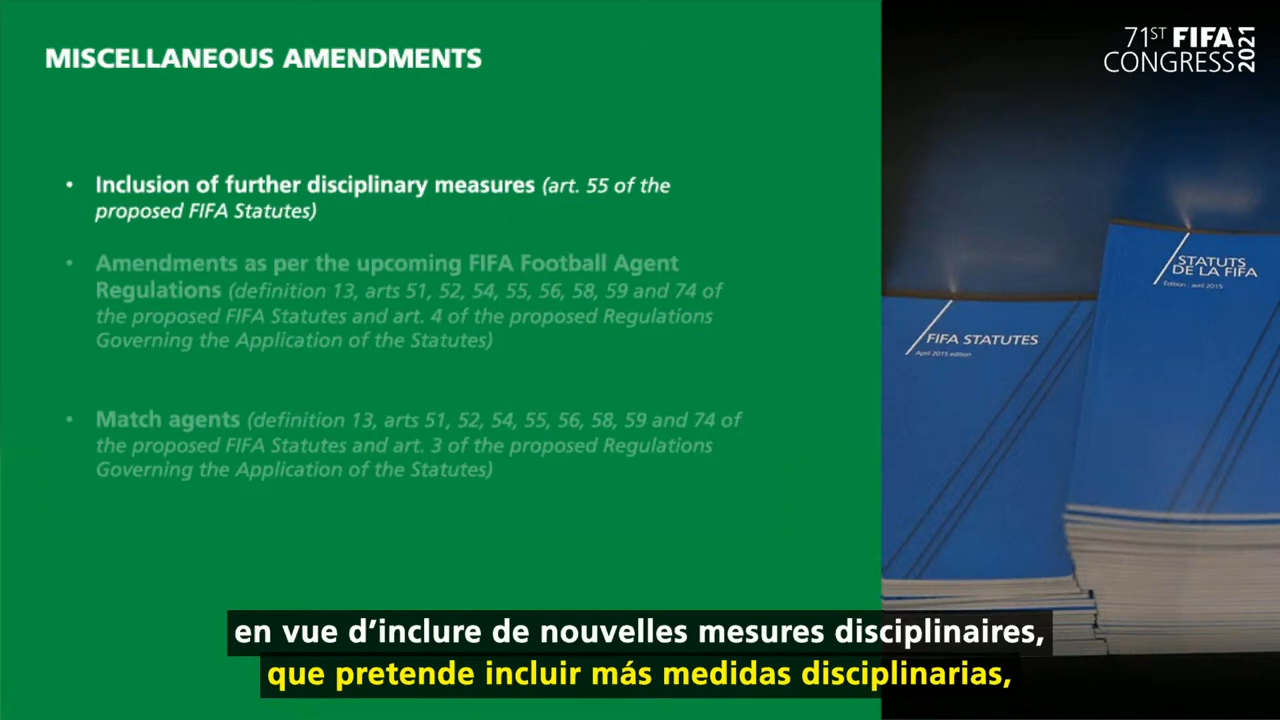 MISCELLANEOUS AMENDMENTS
71ST FIFA
CONGRESS 2021
• Inclusion of further disciplinary measures (art. 55 of the
proposed FIFA Statutes)
• Amendments as per the upcoming FIFA Football Agent
Regulations (definition 13, arts 51, 52, 54, 55, 56, 58, 59 and 74 of
the proposed FIFA Statutes and art. 4 of the proposed Regulations
Governing the Application of the Statutes)
• Match agents (definition 13, arts 51, 52, 54, 55, 56, 58, 59 and 74 of
the proposed FIFA Statutes and art. 3 of the proposed Regulations
Governing the Application of the Statutes)
STATUTS
DE LA FIFA
Edition : avril 2015
FIFA STATUTES
April 2015 edition
en vue d’inclure de nouvelles mesures disciplinaires,
que pretende incluir más medidas disciplinarias,